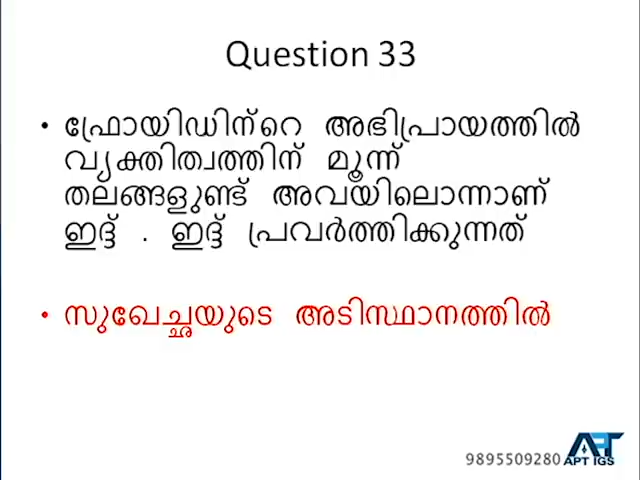 Question 33
• ഫ്രോയിഡിന്റെ അഭിപ്രായത്തിൽ
വ്യക്തിത്വത്തിന് മൂന്ന്
തലങ്ങളുണ്ട് അവയിലൊന്നാണ്
ഇദ്ദ് . ഇദ്ദ് പ്രവർത്തിക്കുന്നത്
• സുഖേച്ഛയുടെ അടിസ്ഥാനത്തിൽ
9895509280 APT IGS